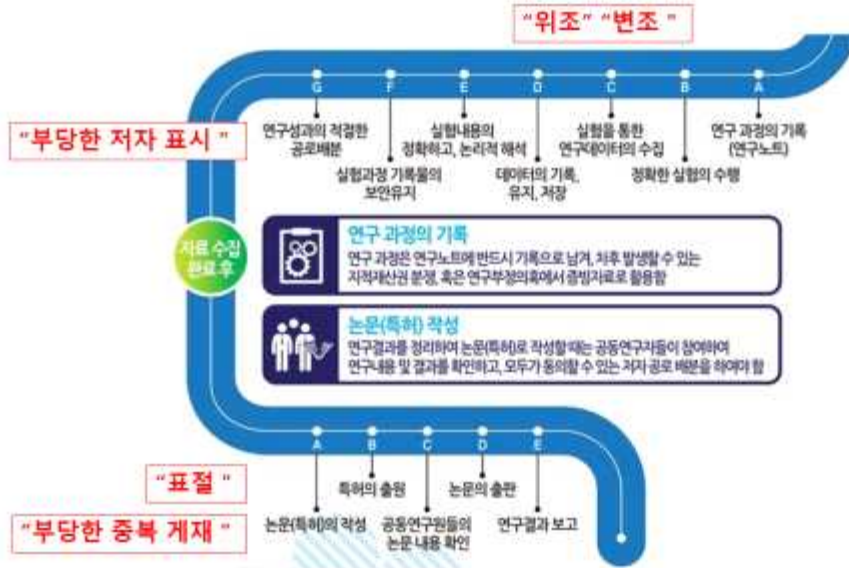 "위조" "변조 "
G
F
E
D
C
B
A
"부당한 저자 표시 "
연구성과의 적절한
공로배분
실험과정 기록물의
보안유지
실험내용의
정확하고, 논리적 해석
데이터의 기록,
유지, 저장
실험을 통한
연구데이터의 수집
정확한 실험의 수행
연구 과정의 기록
(연구노트)
자료 수집
완료 후
연구 과정의 기록
연구 과정은 연구노트에 반드시 기록으로 남겨, 차후 발생할 수 있는
지적재산권 분쟁, 혹은 연구부정의혹에서 증빙자료로 활용함
논문(특허) 작성
연구결과를 정리하여 논문(특허)로 작성할 때는 공동연구자들이 참여하여
연구내용 및 결과를 확인하고, 모두가 동의할 수 있는 저자 공로 배분을 하여야 함
A
B
C
D
E
"표절 "
"부당한 중복 게재 "
논문(특허)의 작성
특허의 출원
공동연구원들의
논문 내용 확인
논문의 출판
연구결과 보고